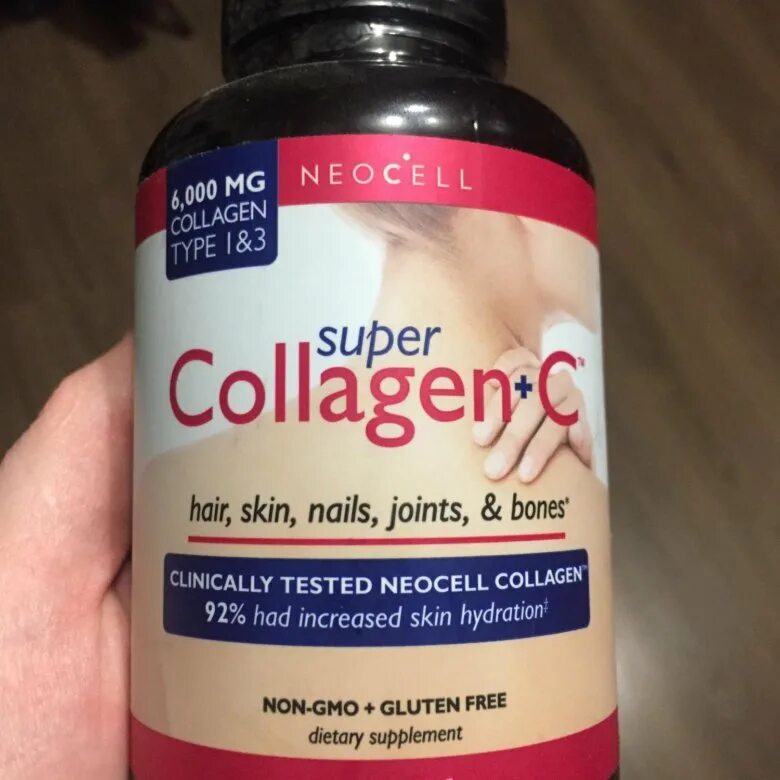 NEOCELL
6,000 MG
COLLAGEN
TYPE 1&3
super
Collagen+C™
hair, skin, nails, joints, & bones*
CLINICALLY TESTED NEOCELL COLLAGEN™
92% had increased skin hydration‡
NON-GMO + GLUTEN FREE
dietary supplement